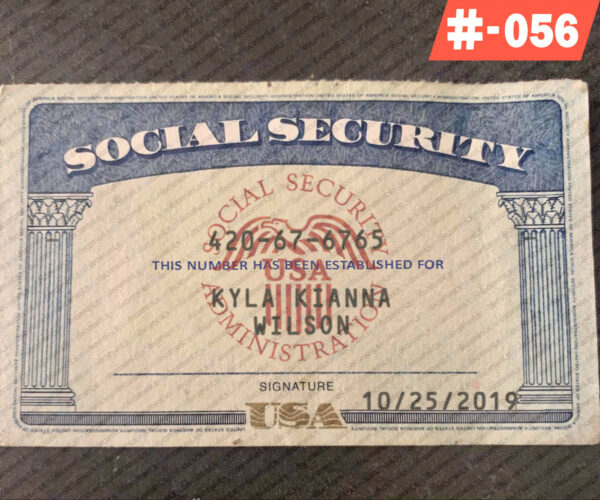 #-056
SOCIAL SECURITY
SOCIAL SECURITY
420-67-6765
THIS NUMBER HAS BEEN ESTABLISHED FOR
USA
KYLA KIANNA
WILSON
ADMINISTRATION
SIGNATURE
10/25/2019
USA